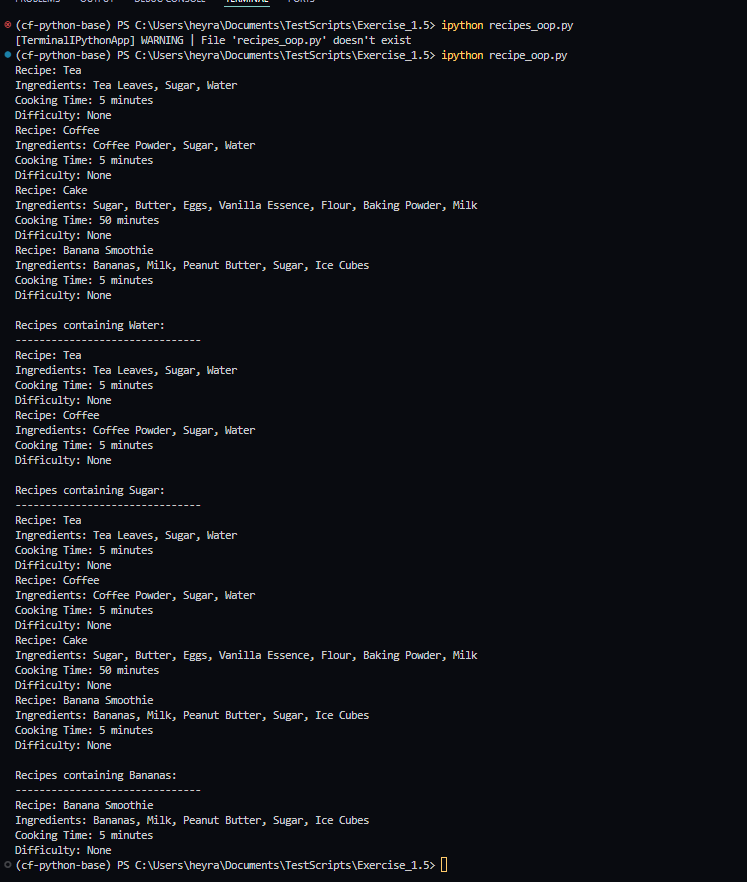 PROBLEMS OUTPUT DEBUG CONSOLE TERMINAL PORTS
(cf-python-base) PS C:\Users\heyra\Documents\TestScripts\Exercise_1.5> ipython recipes_oop.py
[TerminalIPythonApp] WARNING | File 'recipes_oop.py' doesn't exist
(cf-python-base) PS C:\Users\heyra\Documents\TestScripts\Exercise_1.5> ipython recipe_oop.py
Recipe: Tea
Ingredients: Tea Leaves, Sugar, Water
Cooking Time: 5 minutes
Difficulty: None
Recipe: Coffee
Ingredients: Coffee Powder, Sugar, Water
Cooking Time: 5 minutes
Difficulty: None
Recipe: Cake
Ingredients: Sugar, Butter, Eggs, Vanilla Essence, Flour, Baking Powder, Milk
Cooking Time: 50 minutes
Difficulty: None
Recipe: Banana Smoothie
Ingredients: Bananas, Milk, Peanut Butter, Sugar, Ice Cubes
Cooking Time: 5 minutes
Difficulty: None
Recipes containing Water:
-------------------------------
Recipe: Tea
Ingredients: Tea Leaves, Sugar, Water
Cooking Time: 5 minutes
Difficulty: None
Recipe: Coffee
Ingredients: Coffee Powder, Sugar, Water
Cooking Time: 5 minutes
Difficulty: None
Recipes containing Sugar:
-------------------------------
Recipe: Tea
Ingredients: Tea Leaves, Sugar, Water
Cooking Time: 5 minutes
Difficulty: None
Recipe: Coffee
Ingredients: Coffee Powder, Sugar, Water
Cooking Time: 5 minutes
Difficulty: None
Recipe: Cake
Ingredients: Sugar, Butter, Eggs, Vanilla Essence, Flour, Baking Powder, Milk
Cooking Time: 50 minutes
Difficulty: None
Recipe: Banana Smoothie
Ingredients: Bananas, Milk, Peanut Butter, Sugar, Ice Cubes
Cooking Time: 5 minutes
Difficulty: None
Recipes containing Bananas:
-------------------------------
Recipe: Banana Smoothie
Ingredients: Bananas, Milk, Peanut Butter, Sugar, Ice Cubes
Cooking Time: 5 minutes
Difficulty: None
(cf-python-base) PS C:\Users\heyra\Documents\TestScripts\Exercise_1.5>